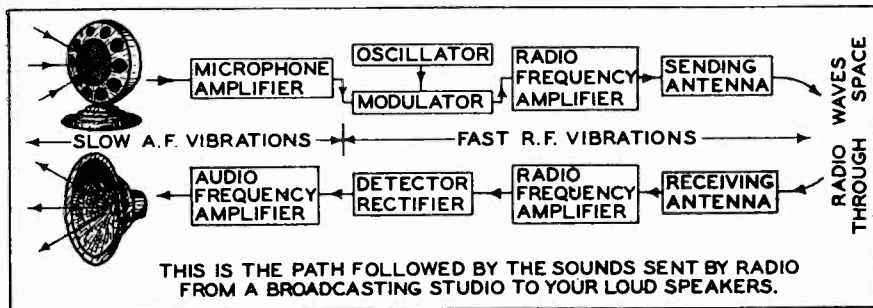 MICROPHONE
AMPLIFIER
OSCILLATOR
MODULATOR
RADIO
FREQUENCY
AMPLIFIER
SENDING
ANTENNA
RADIO WAVES
THROUGH SPACE
SLOW A.F. VIBRATIONS
FAST R.F. VIBRATIONS
AUDIO
FREQUENCY
AMPLIFIER
DETECTOR
RECTIFIER
RADIO
FREQUENCY
AMPLIFIER
RECEIVING
ANTENNA
THIS IS THE PATH FOLLOWED BY THE SOUNDS SENT BY RADIO
FROM A BROADCASTING STUDIO TO YOUR LOUD SPEAKERS.